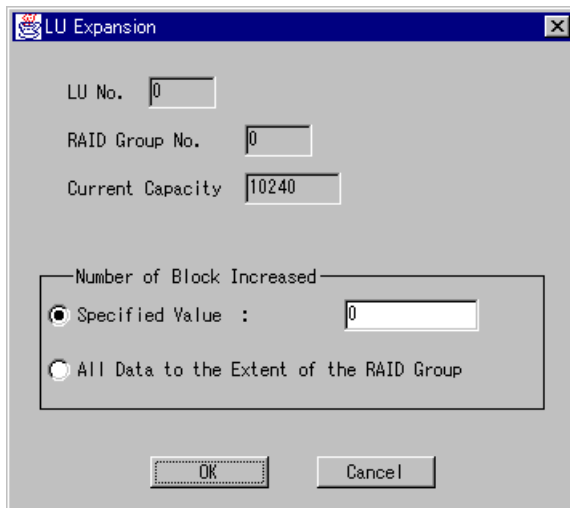 LU Expansion
LU No. 0
RAID Group No. 0
Current Capacity 10240
Number of Block Increased
Specified Value : 0
All Data to the Extent of the RAID Group
OK Cancel